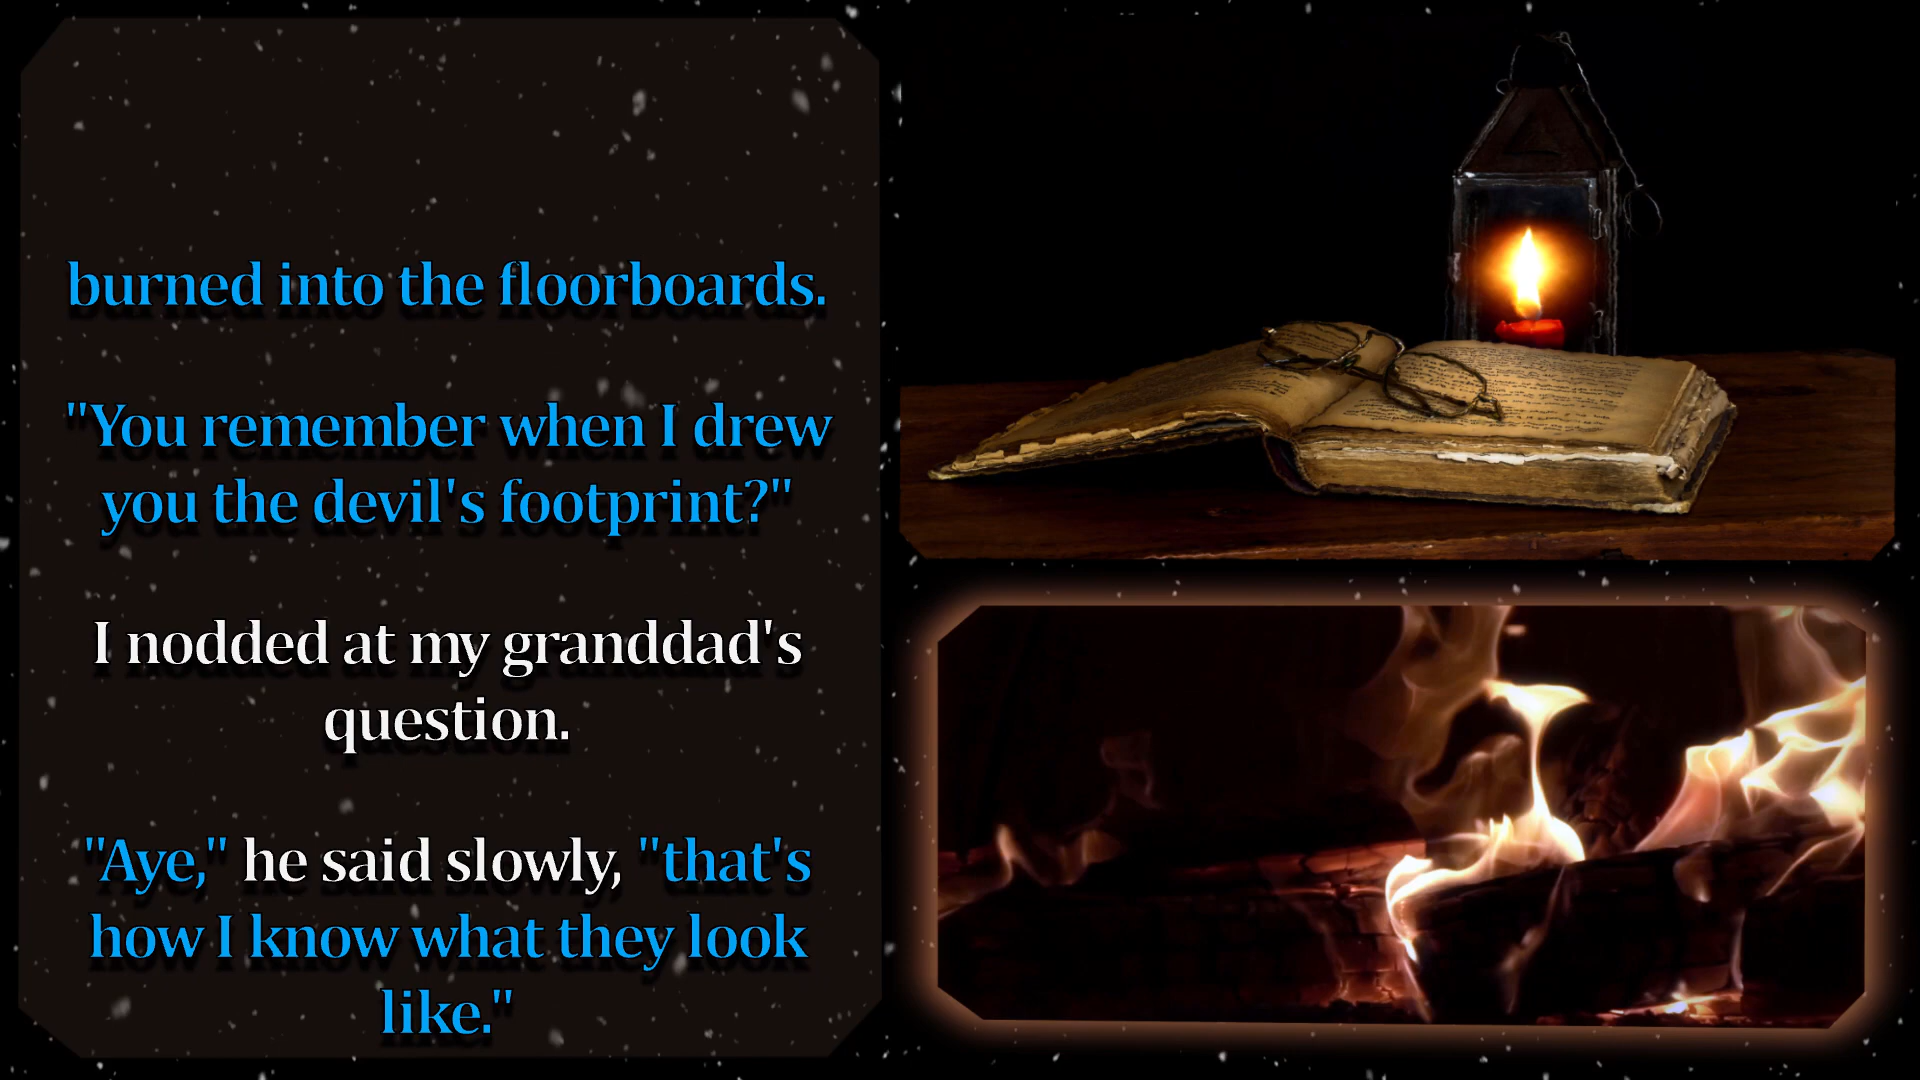 burned into the floorboards.
"You remember when I drew
you the devil's footprint?"
I nodded at my granddad's
question.
"Aye," he said slowly, "that's
how I know what they look
like."